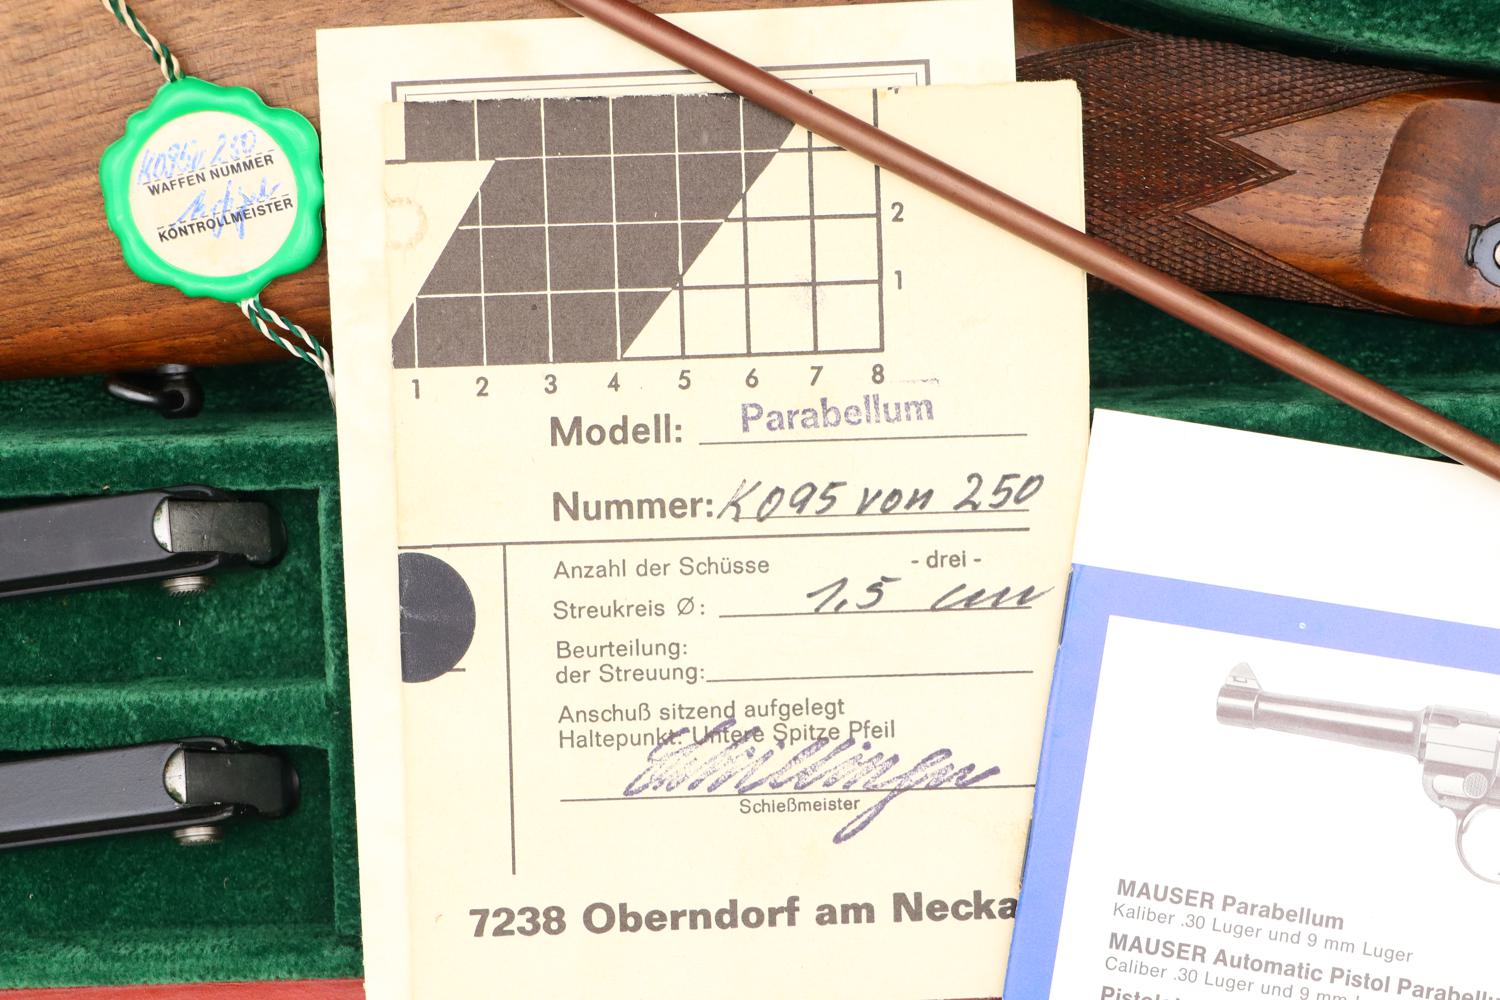 K095v 250
WAFFEN NUMMER
KONTROLLMEISTER
2
1
1 2 3 4 5 6 7 8
Modell: Parabellum
Nummer: K095 von 250
Anzahl der Schüsse - drei -
Streukreis Ø: 1,5 cm
Beurteilung:
der Streuung:
Anschuß sitzend aufgelegt
Haltepunkt: Untere Spitze Pfeil
Schießmeister
7238 Oberndorf am Necka
MAUSER Parabellum
Kaliber .30 Luger und 9 mm Luger
MAUSER Automatic Pistol Parabellu
Caliber .30 Luger und 9 mm